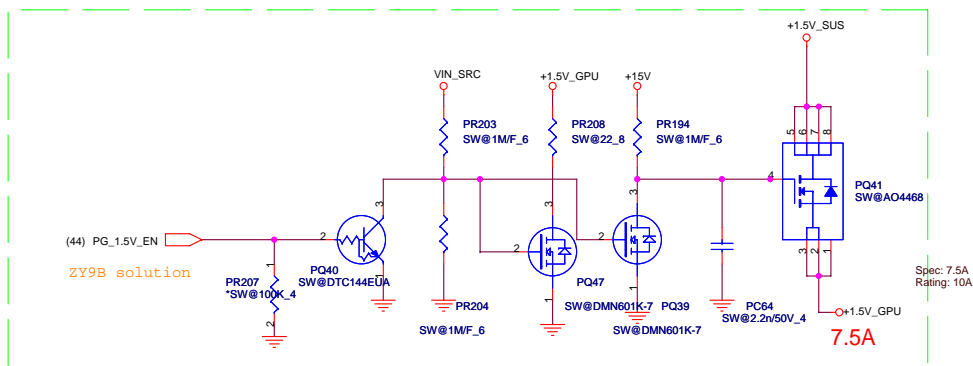 +1.5V_SUS
VIN_SRC
+1.5V_GPU
+15V
PR203
SW@1M/F_6
PR208
SW@22_8
PR194
SW@1M/F_6
5
6
7
8
4
PQ41
SW@AO4468
3
2
1
3
3
3
(44) PG_1.5V_EN
2
2
2
ZY9B solution
1
PR207
*SW@100K_4
2
PQ40
SW@DTC144EUA
1
1
1
PR204
SW@1M/F_6
PQ47
SW@DMN601K-7
PQ39
SW@DMN601K-7
PC64
SW@2.2n/50V_4
Spec: 7.5A
Rating: 10A
+1.5V_GPU
7.5A